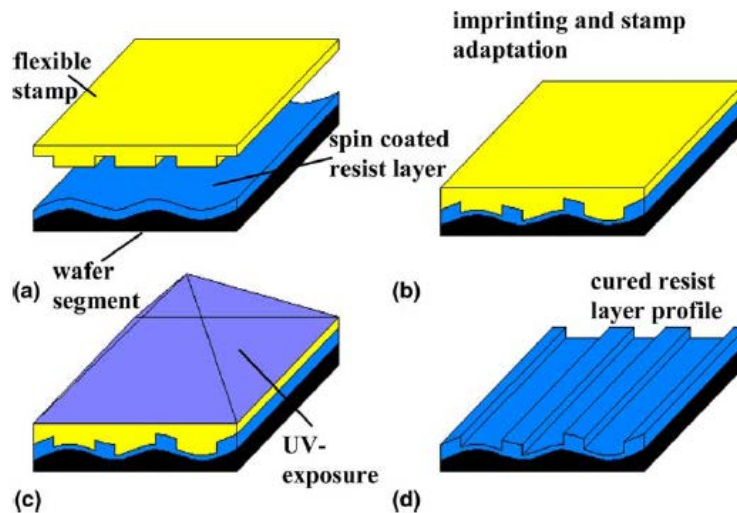 flexible
stamp
spin coated
resist layer
wafer
segment
(a)
imprinting and stamp
adaptation
(b)
UV-
exposure
(c)
cured resist
layer profile
(d)